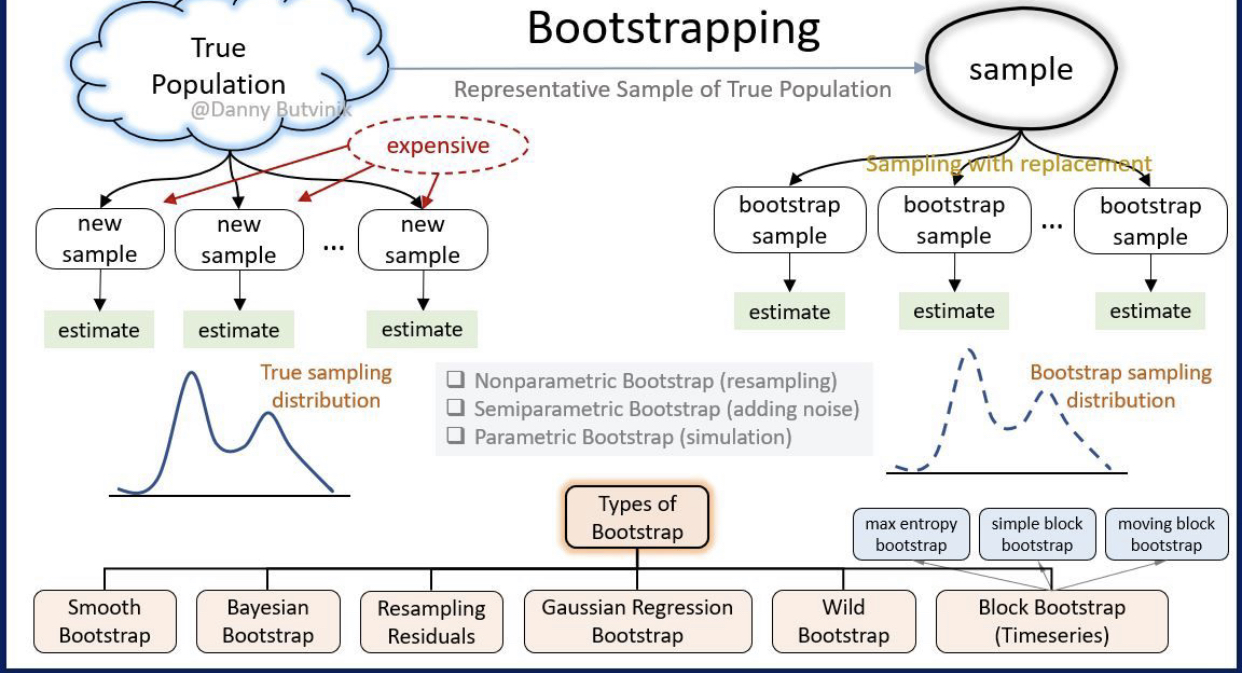 Bootstrapping
True
Population
@Danny Butvinik
Representative Sample of True Population
sample
expensive
Sampling with replacement
new
sample
new
sample
...
new
sample
bootstrap
sample
bootstrap
sample
...
bootstrap
sample
estimate
estimate
estimate
estimate
estimate
estimate
True sampling
distribution
❑ Nonparametric Bootstrap (resampling)
❑ Semiparametric Bootstrap (adding noise)
❑ Parametric Bootstrap (simulation)
Bootstrap sampling
distribution
Types of
Bootstrap
max entropy
bootstrap
simple block
bootstrap
moving block
bootstrap
Smooth
Bootstrap
Bayesian
Bootstrap
Resampling
Residuals
Gaussian Regression
Bootstrap
Wild
Bootstrap
Block Bootstrap
(Timeseries)